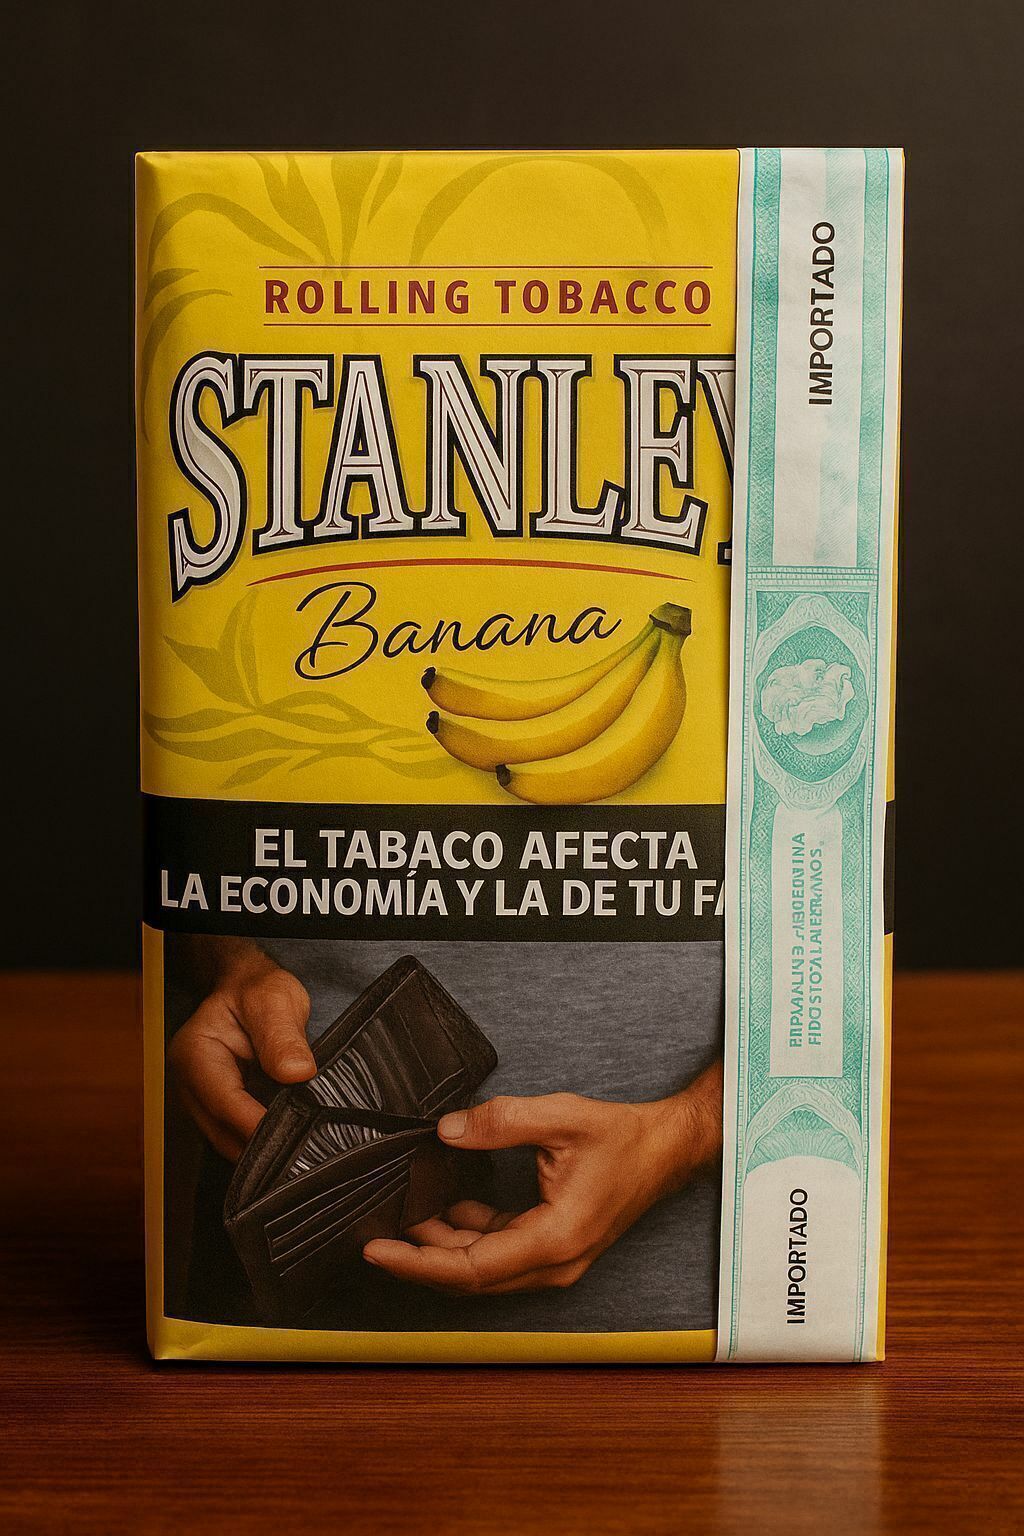 ROLLING TOBACCO
STANLEY
Banana
EL TABACO AFECTA
LA ECONOMÍA Y LA DE TU FA
IMPORTADO
IMPORTADO